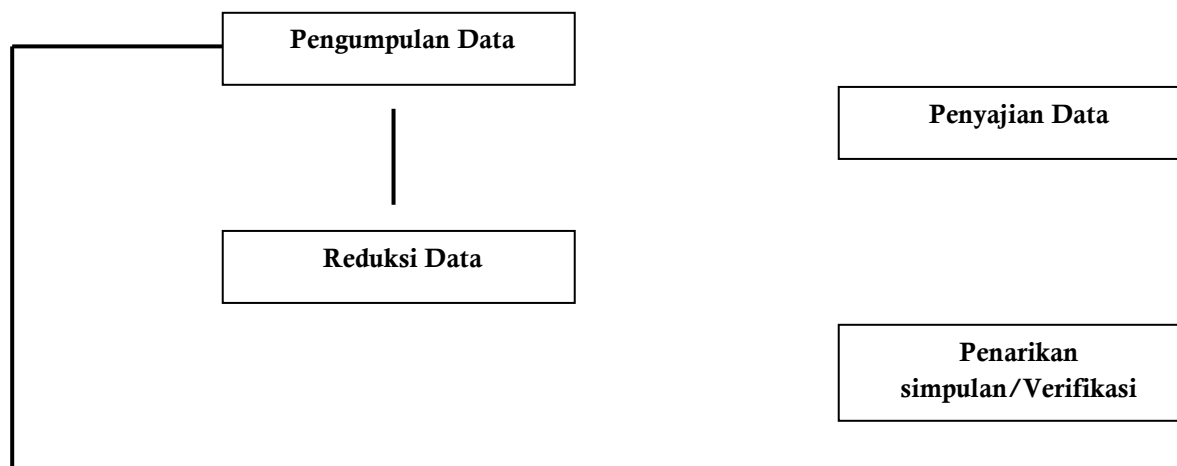 Pengumpulan Data
Penyajian Data
Reduksi Data
Penarikan
simpulan/Verifikasi